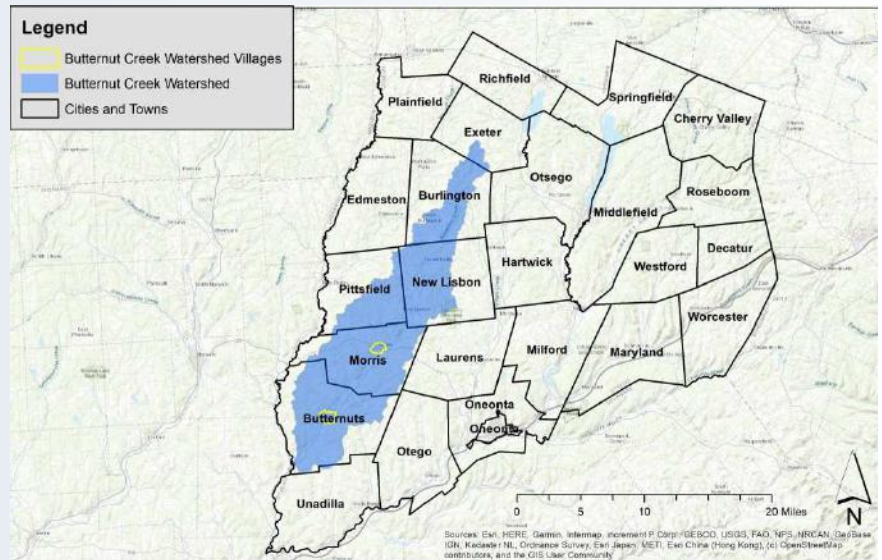 Legend
Butternut Creek Watershed Villages
Butternut Creek Watershed
Cities and Towns
Richfield
Springfield
Plainfield
Cherry Valley
Exeter
Otsego
Edmeston
Burlington
Roseboom
Middlefield
Decatur
Hartwick
Westford
Pittsfield
New Lisbon
Worcester
Morris
Laurens
Milford
Maryland
Butternuts
Oneonta
Oneonta
Otego
Unadilla
0 5 10 20 Miles
N
Sources: Esri, HERE, Garmin, Intermap, increment P Corp., GEBCO, USGS, FAO, NPS, NRCAN, GeoBase,
IGN, Kadaster NL, Ordnance Survey, Esri Japan, METI, Esri China (Hong Kong), (c) OpenStreetMap
contributors, and the GIS User Community